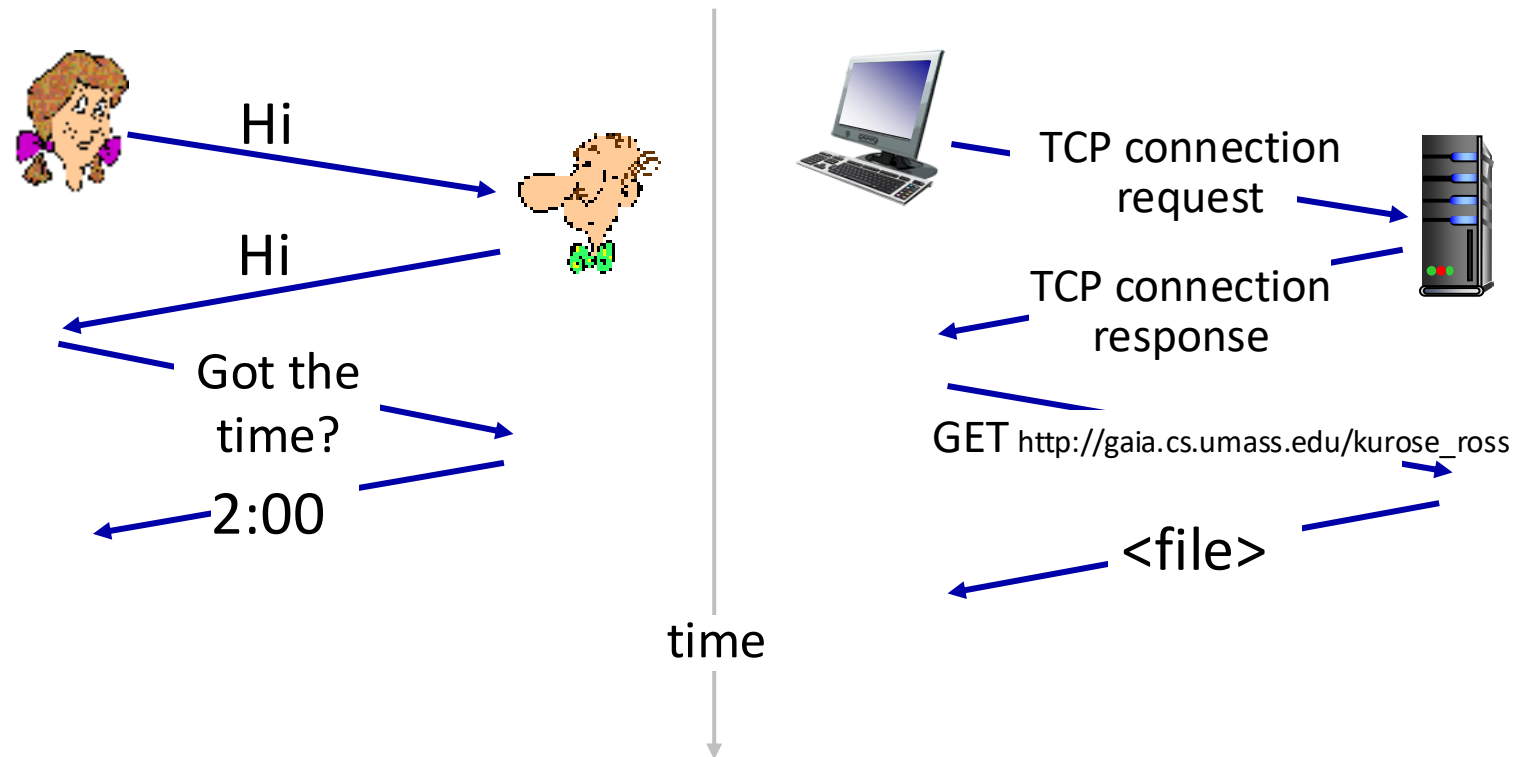 Hi
Hi
Got the
time?
2:00
TCP connection
request
TCP connection
response
GET http://gaia.cs.umass.edu/kurose_ross
<file>
time